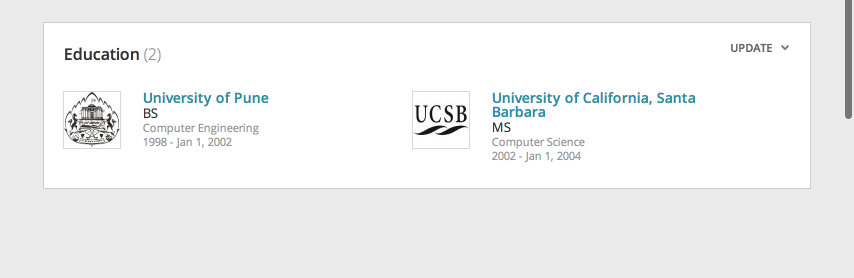 Education (2)
UPDATE
University of Pune
BS
Computer Engineering
1998 - Jan 1, 2002
UCSB
University of California, Santa
Barbara
MS
Computer Science
2002 - Jan 1, 2004